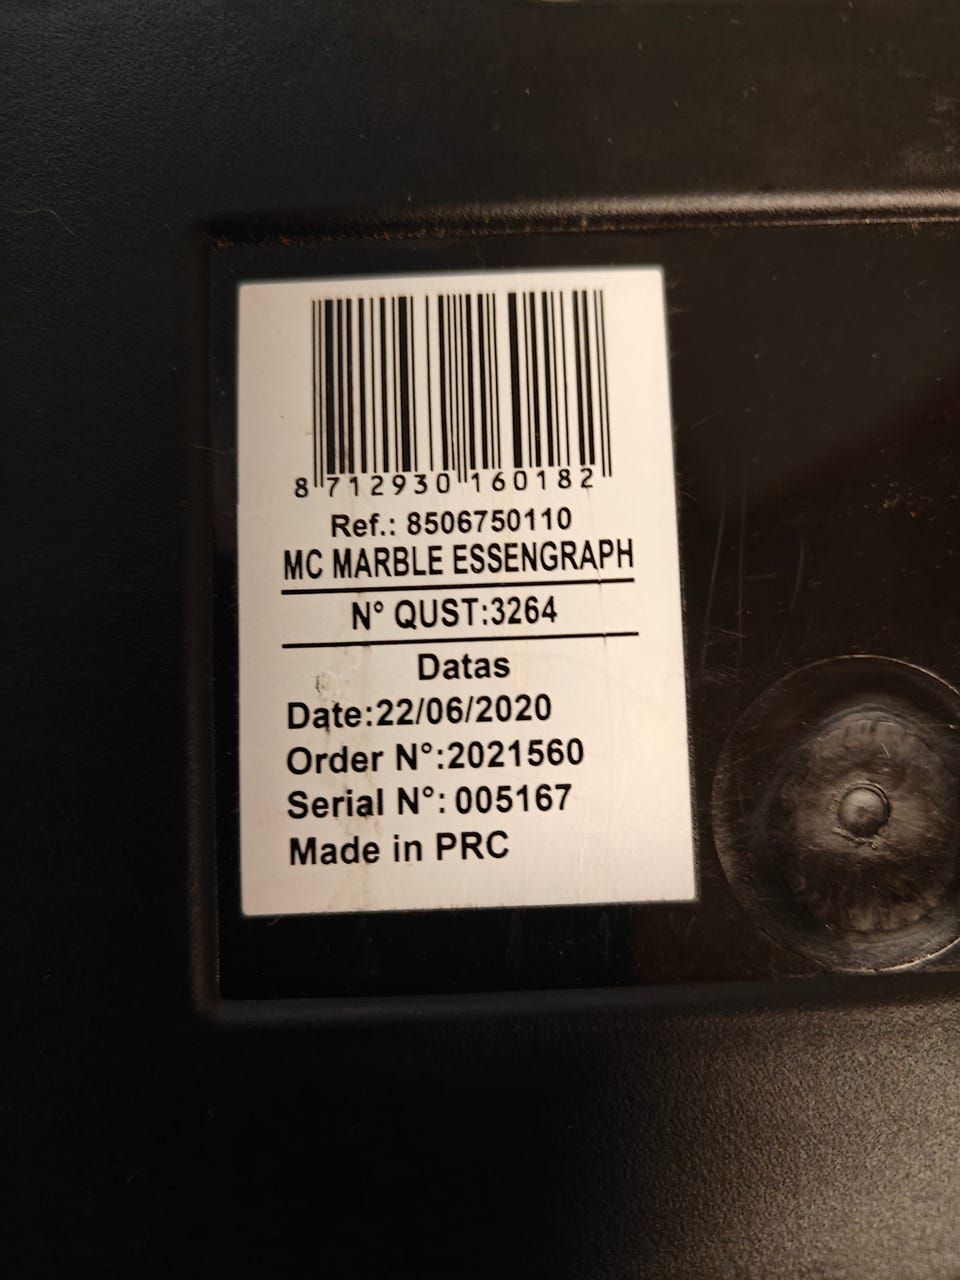 8 712930 160182
Ref.: 8506750110
MC MARBLE ESSENGRAPH
N° QUST:3264
Datas
Date:22/06/2020
Order N°:2021560
Serial N°: 005167
Made in PRC